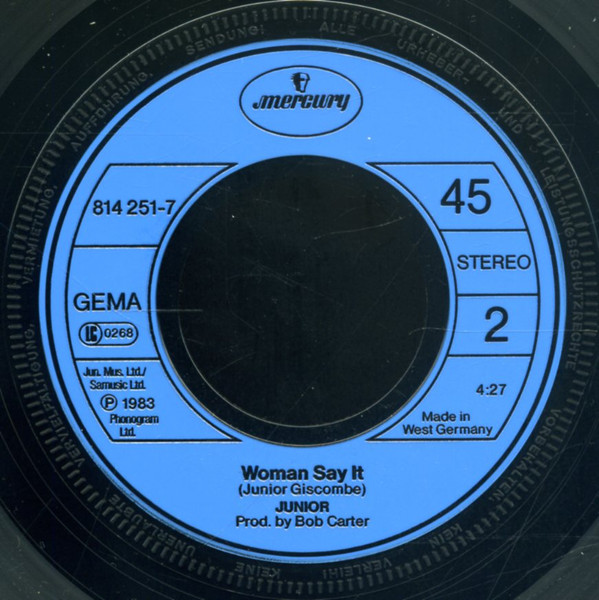 mercury
814 251-7
GEMA
LC 0268
Jun. Mus. Ltd./
Samusic Ltd.
Ⓟ 1983
Phonogram
Ltd.
45
STEREO
2
4:27
Made in
West Germany
Woman Say It
(Junior Giscombe)
JUNIOR
Prod. by Bob Carter
ALLE URHEBER- UND LEISTUNGSSCHUTZRECHTE VORBEHALTEN. KEIN VERLEIH! KEINE UNERLAUBTE VERVIELFÄLTIGUNG, VERMIETUNG, AUFFÜHRUNG, SENDUNG!